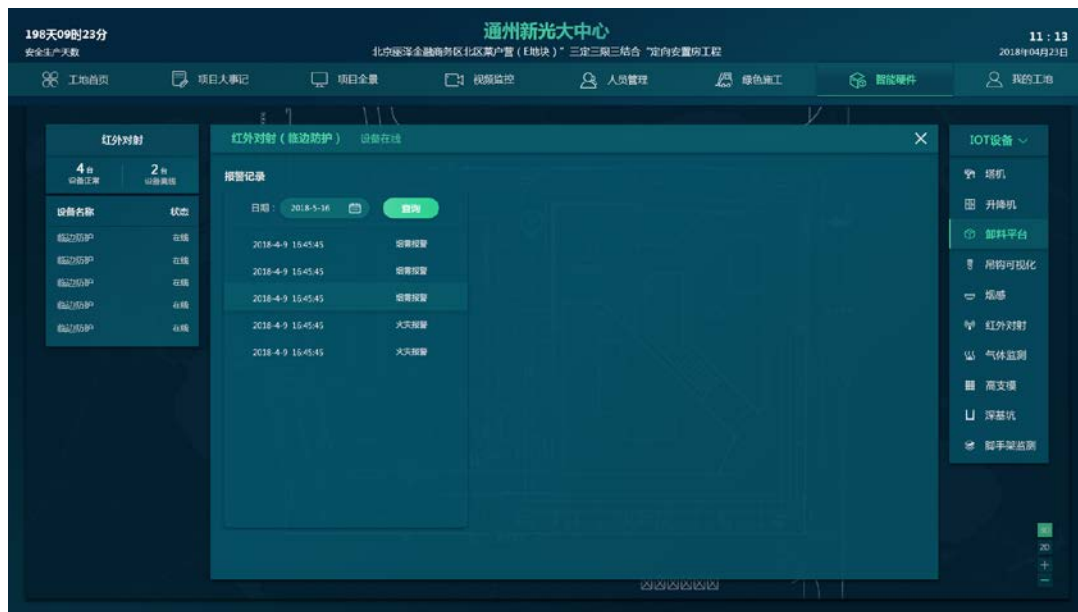 198天09时23分
安全生产天数
通州新光大中心
北京丽泽金融商务区北区菜户营(E地块)"三定三限三结合"定向安置房工程
11:13
2018年04月23日
工地首页
项目大事记
项目全景
视频监控
人员管理
绿色施工
智能硬件
我的工地
红外对射
4台
设备正常
2台
设备离线
设备名称 状态
临边防护 在线
临边防护 在线
临边防护 在线
临边防护 在线
临边防护 在线
红外对射(临边防护) 设备在线
报警记录
日期: 2018-5-16 查询
2018-4-9 16:45:45 烟雾报警
2018-4-9 16:45:45 烟雾报警
2018-4-9 16:45:45 烟雾报警
2018-4-9 16:45:45 火灾报警
2018-4-9 16:45:45 火灾报警
IOT设备
塔机
升降机
卸料平台
吊钩可视化
烟感
红外对射
气体监测
高支模
深基坑
脚手架监测
2D
+
−